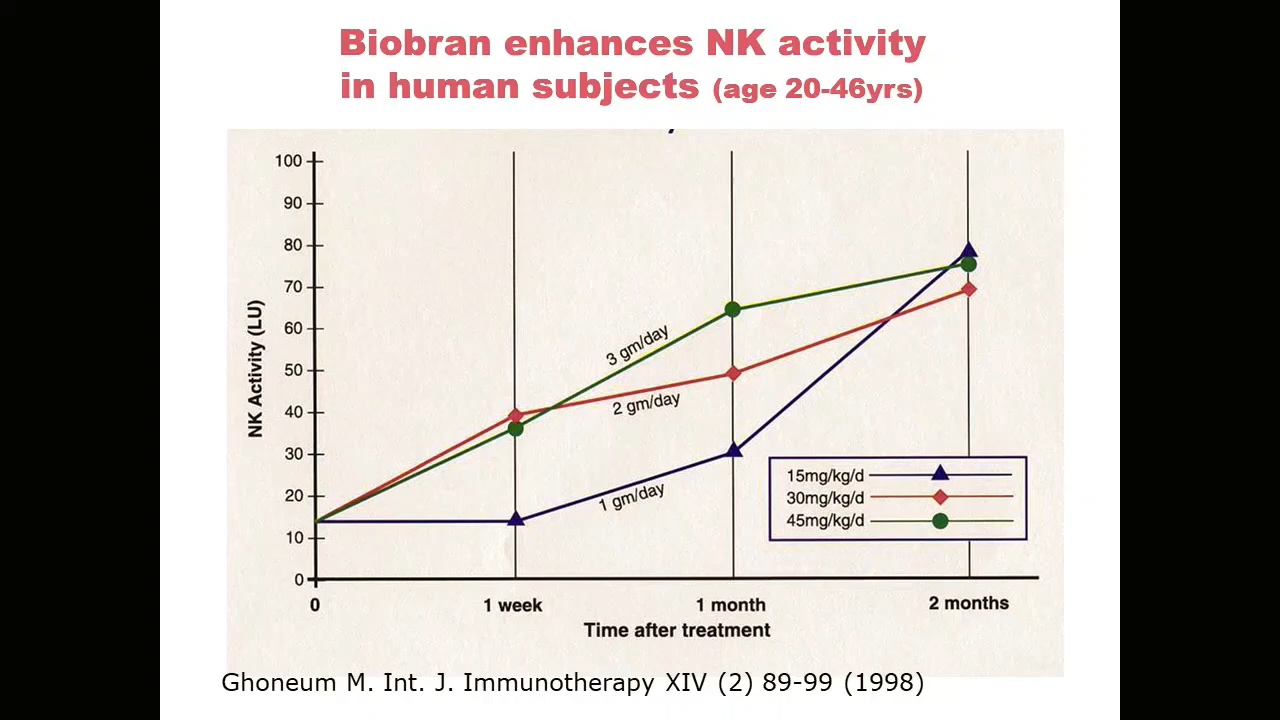 Biobran enhances NK activity
in human subjects (age 20-46yrs)
100
90
80
70
60
50
40
30
20
10
0
NK Activity (LU)
3 gm/day
2 gm/day
1 gm/day
15mg/kg/d
30mg/kg/d
45mg/kg/d
0
1 week
1 month
2 months
Time after treatment
Ghoneum M. Int. J. Immunotherapy XIV (2) 89-99 (1998)